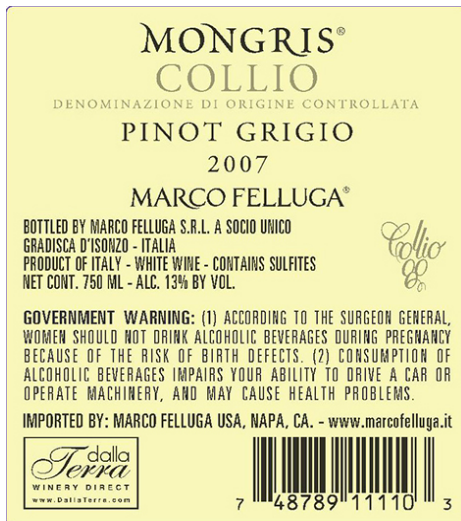 MONGRIS®
COLLIO
DENOMINAZIONE DI ORIGINE CONTROLLATA
PINOT GRIGIO
2007
MARCO FELLUGA®
BOTTLED BY MARCO FELLUGA S.R.L. A SOCIO UNICO
GRADISCA D'ISONZO - ITALIA
PRODUCT OF ITALY - WHITE WINE - CONTAINS SULFITES
NET CONT. 750 ML - ALC. 13% BY VOL.
Collio
GOVERNMENT WARNING: (1) ACCORDING TO THE SURGEON GENERAL,
WOMEN SHOULD NOT DRINK ALCOHOLIC BEVERAGES DURING PREGNANCY
BECAUSE OF THE RISK OF BIRTH DEFECTS. (2) CONSUMPTION OF
ALCOHOLIC BEVERAGES IMPAIRS YOUR ABILITY TO DRIVE A CAR OR
OPERATE MACHINERY, AND MAY CAUSE HEALTH PROBLEMS.
IMPORTED BY: MARCO FELLUGA USA, NAPA, CA. - www.marcofelluga.it
dalla
Terra
WINERY DIRECT
www.DallaTerra.com
7 48789 11110 3